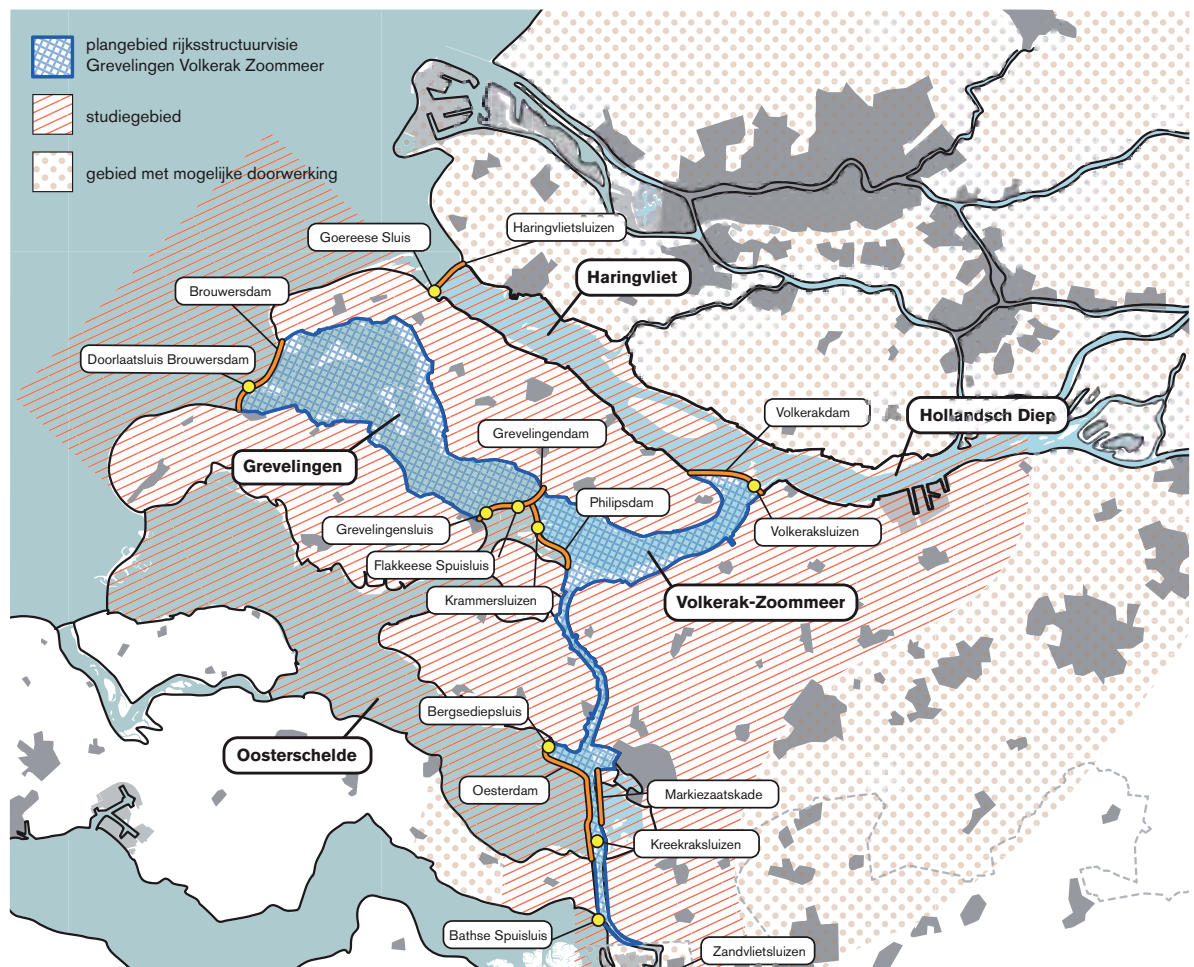 plangebied rijksstructuurvisie
Grevelingen Volkerak Zoommeer
studiegebied
gebied met mogelijke doorwerking
Goereese Sluis
Haringvlietsluizen
Haringvliet
Brouwersdam
Doorlaatsluis Brouwersdam
Volkerakdam
Hollandsch Diep
Grevelingendam
Grevelingen
Philipsdam
Grevelingensluis
Volkeraksluizen
Flakkeese Spuisluis
Krammersluizen
Volkerak-Zoommeer
Bergsediepsluis
Oosterschelde
Oesterdam
Markiezaatskade
Kreekraksluizen
Bathse Spuisluis
Zandvlietsluizen